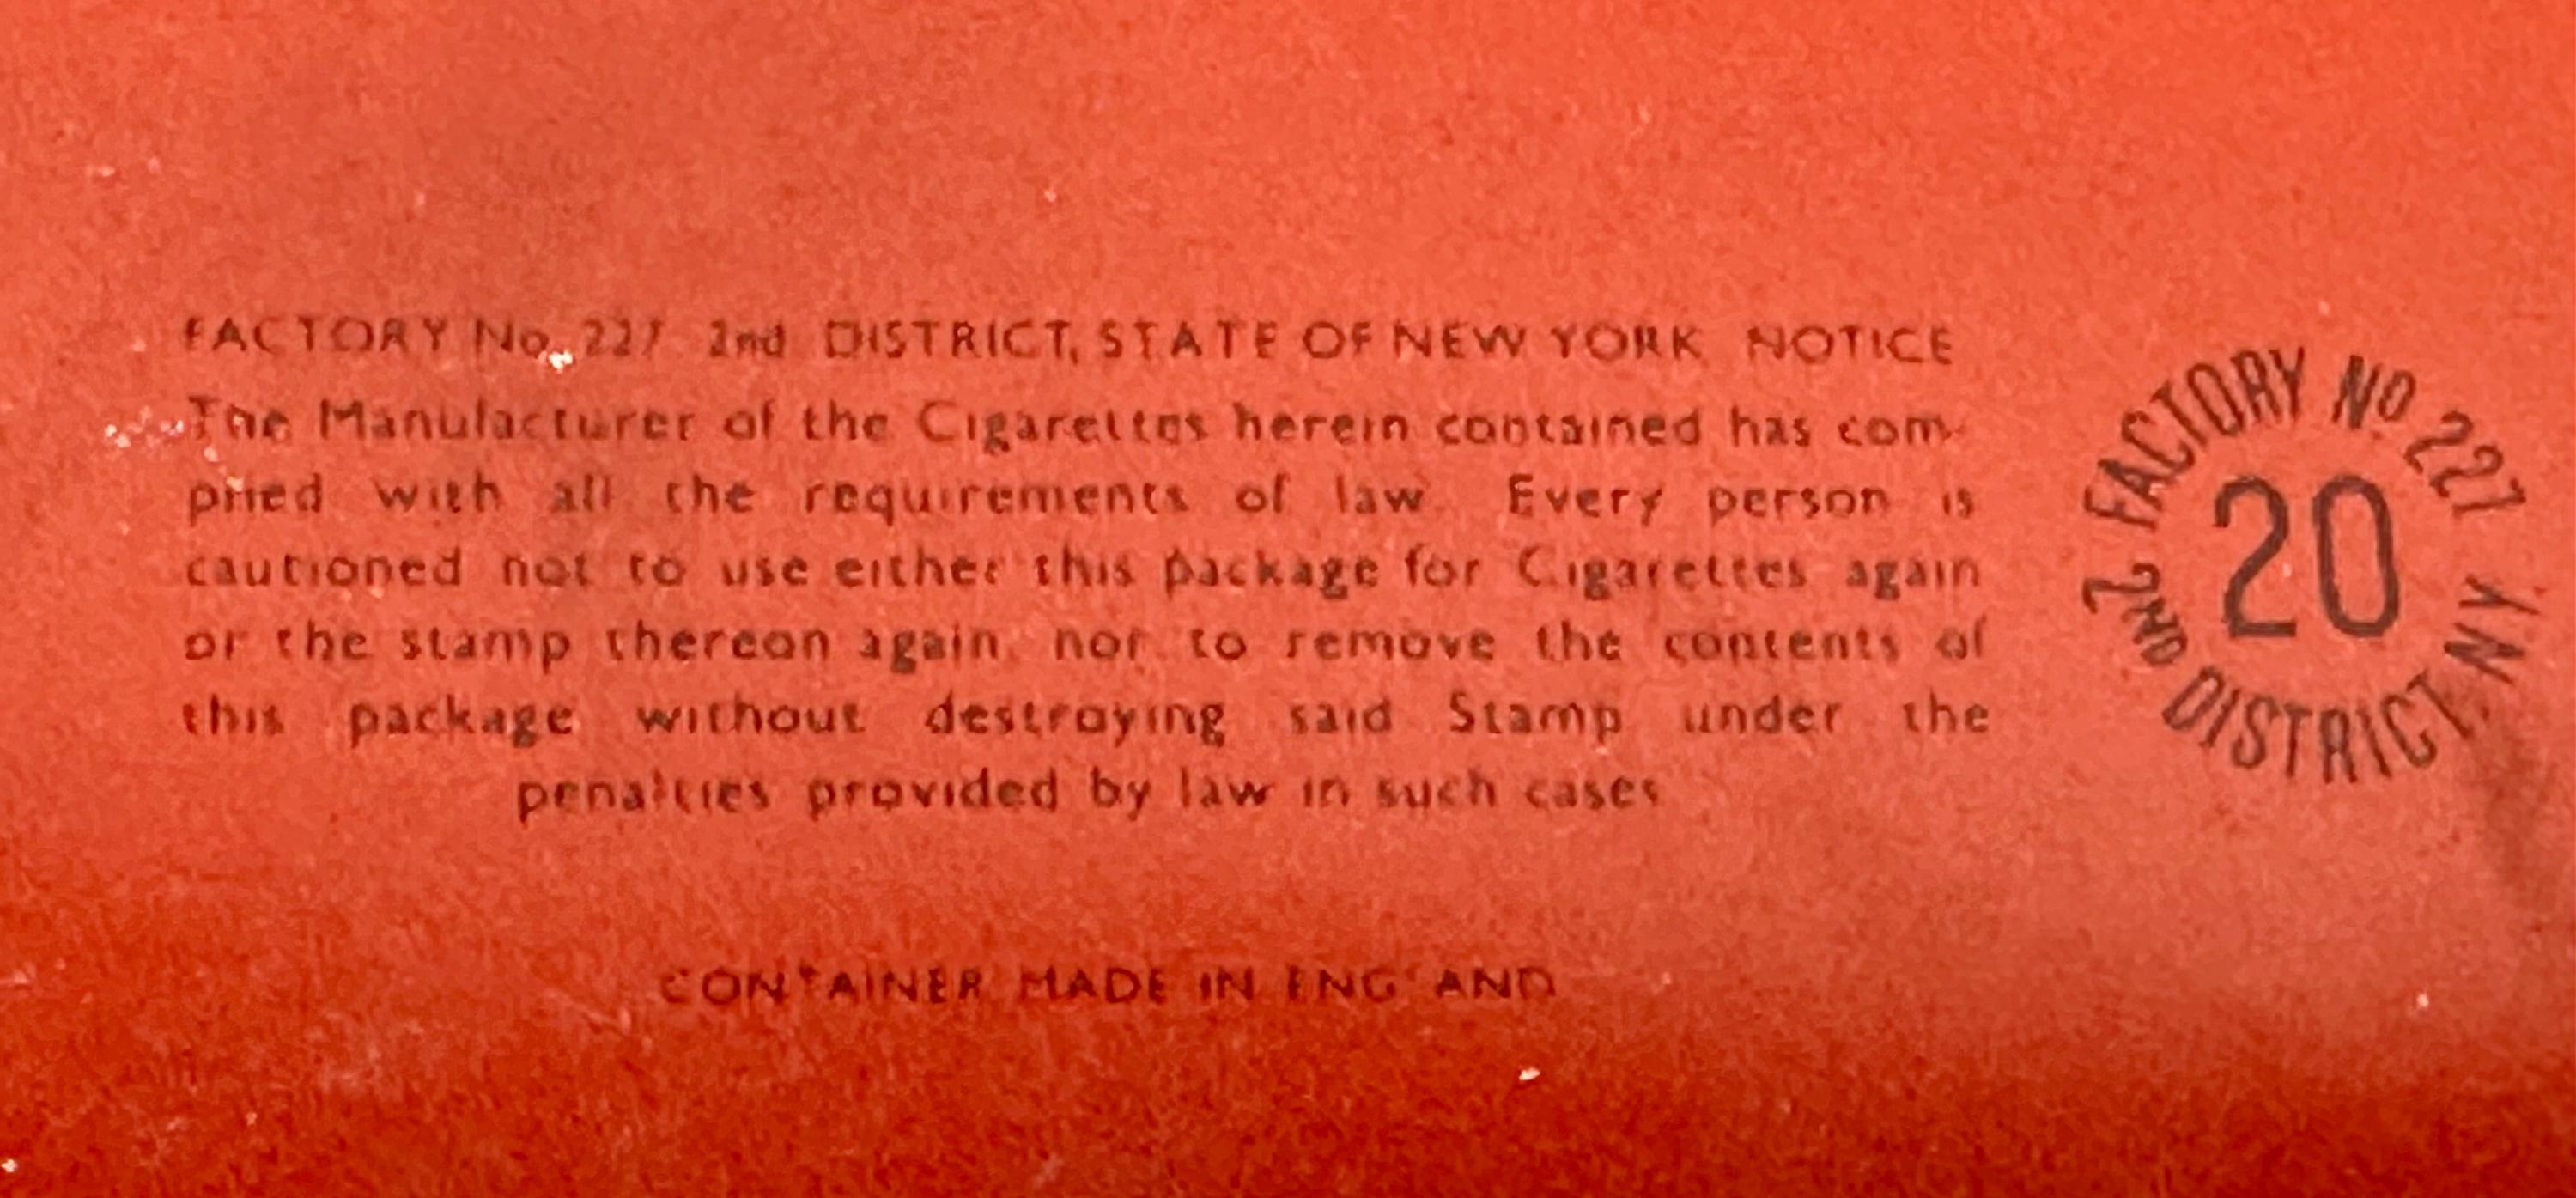 FACTORY No. 227 2nd DISTRICT, STATE OF NEW YORK NOTICE
The Manufacturer of the Cigarettes herein contained has com-
plied with all the requirements of law. Every person is
cautioned not to use either this package for Cigarettes again
or the stamp thereon again, nor to remove the contents of
this package without destroying said Stamp under the
penalties provided by law in such cases
CONTAINER MADE IN ENGLAND
FACTORY No. 227
20
2ND DISTRICT. N.Y.